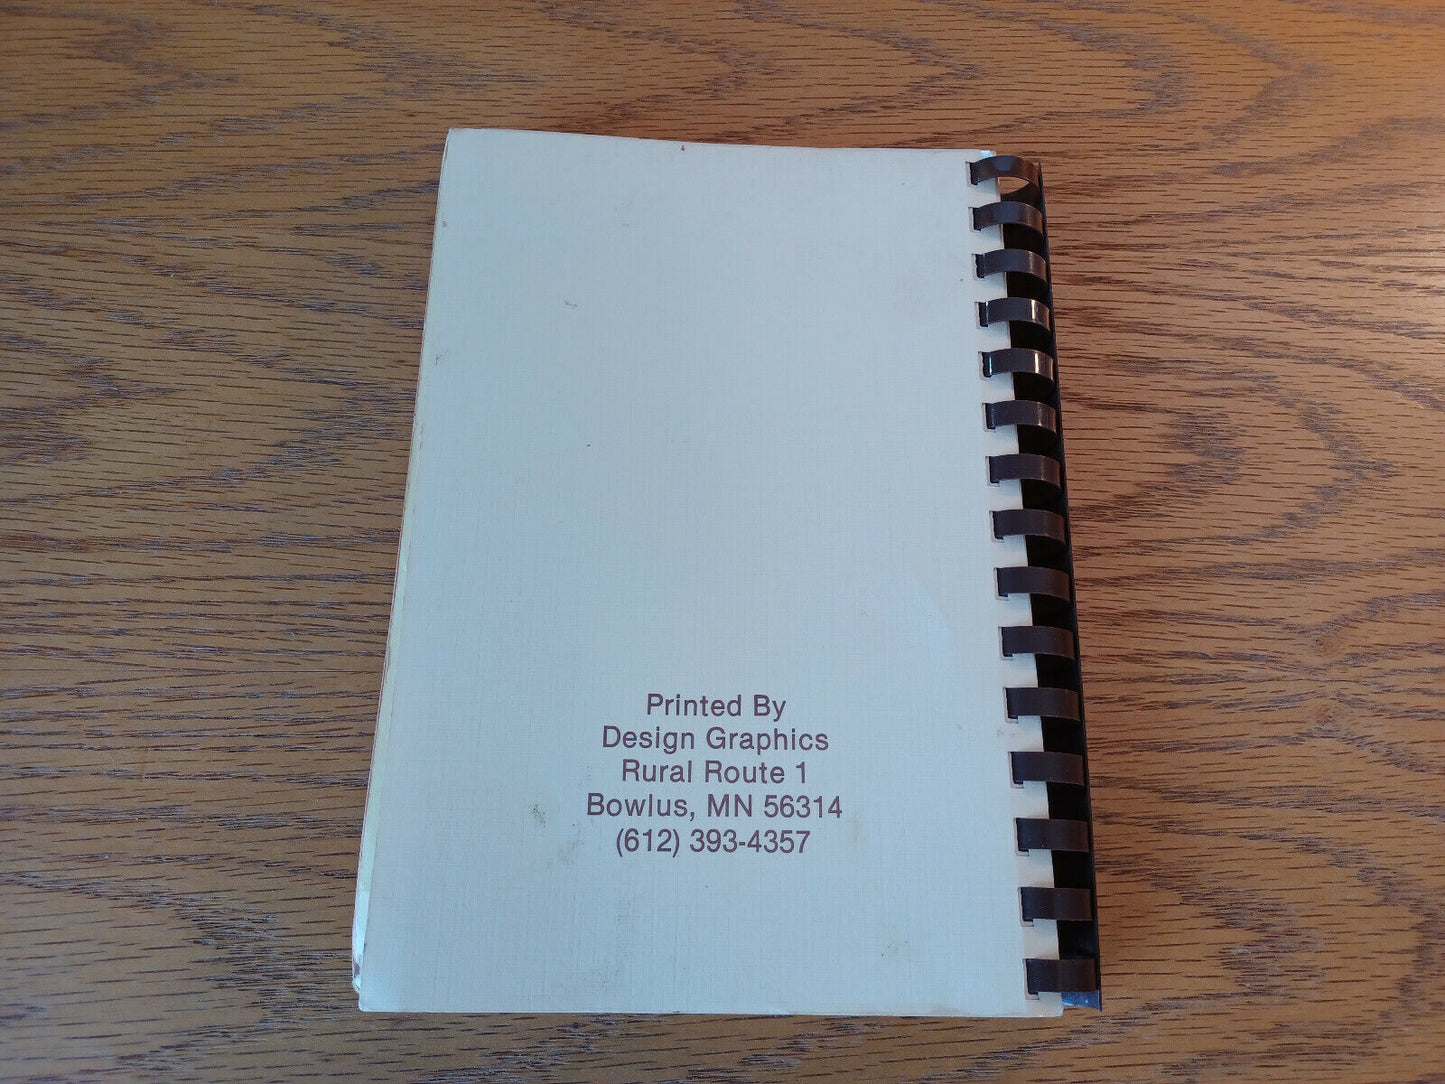 Printed By
Design Graphics
Rural Route 1
Bowlus, MN 56314
(612) 393-4357